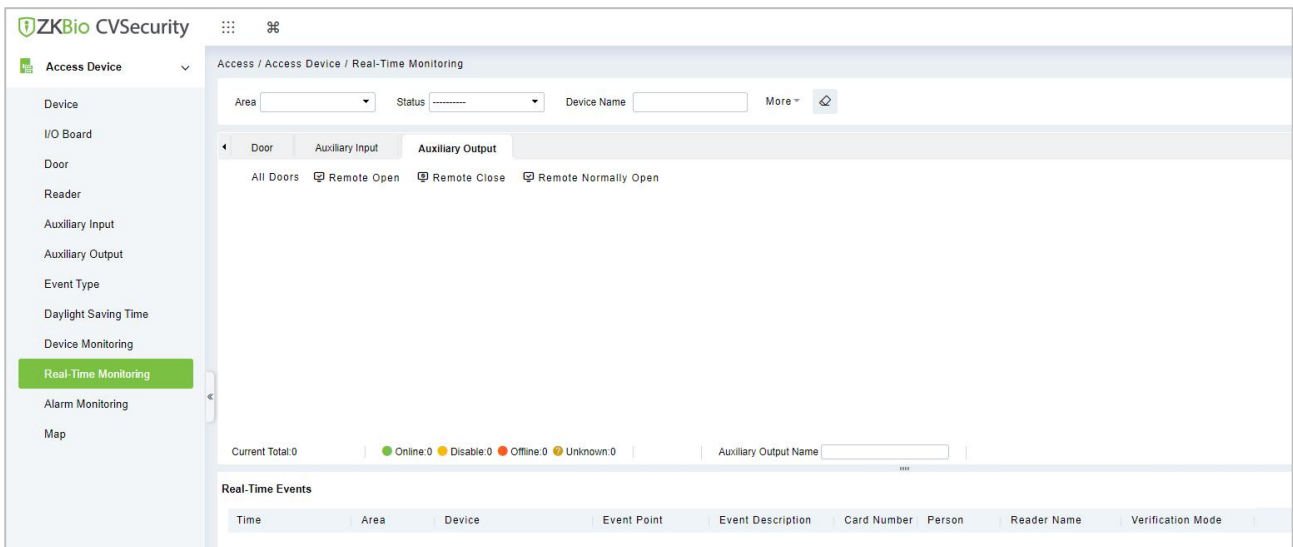 ZKBio CVSecurity
Access Device
Device
I/O Board
Door
Reader
Auxiliary Input
Auxiliary Output
Event Type
Daylight Saving Time
Device Monitoring
Real-Time Monitoring
Alarm Monitoring
Map
Access / Access Device / Real-Time Monitoring
Area Status ---------- Device Name More
Door Auxiliary Input Auxiliary Output
All Doors Remote Open Remote Close Remote Normally Open
Current Total:0 Online:0 Disable:0 Offline:0 Unknown:0 Auxiliary Output Name
Real-Time Events
Time Area Device Event Point Event Description Card Number Person Reader Name Verification Mode